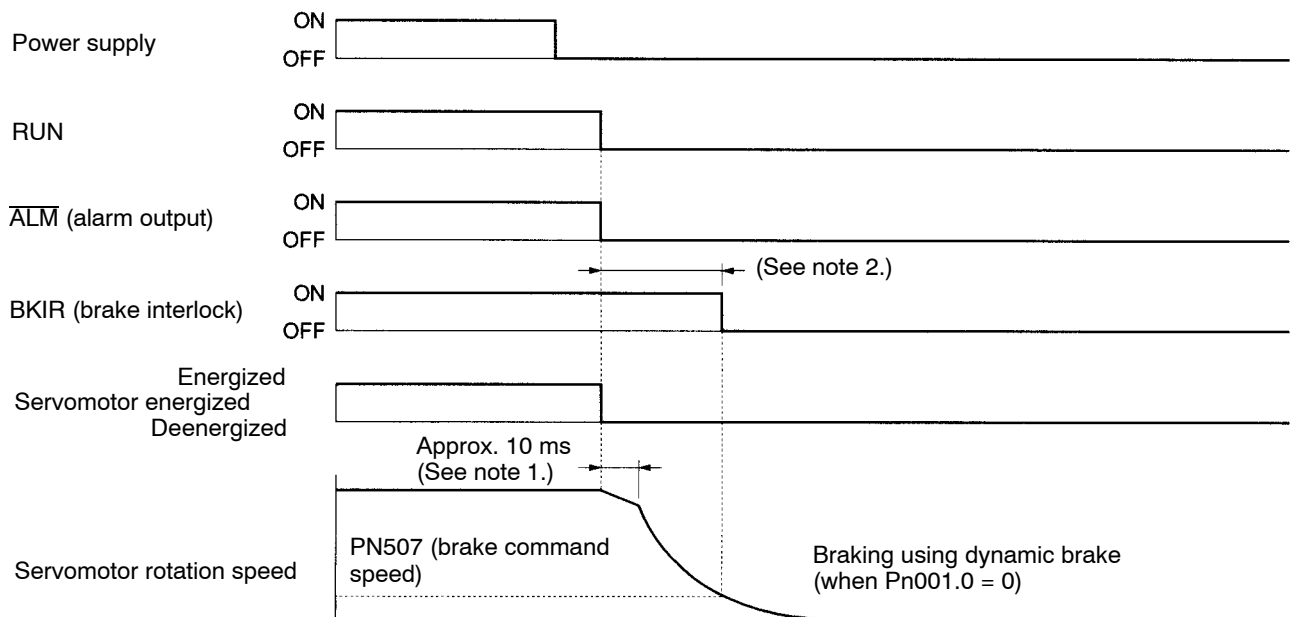 ON
Power supply
OFF
ON
RUN
OFF
ON
ALM (alarm output)
OFF
(See note 2.)
ON
BKIR (brake interlock)
OFF
Energized
Servomotor energized
Deenergized
Approx. 10 ms
(See note 1.)
PN507 (brake command
speed)
Braking using dynamic brake
(when Pn001.0 = 0)
Servomotor rotation speed